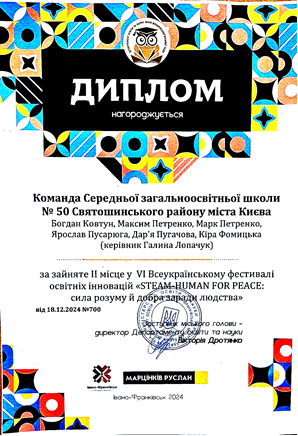 ДИПЛОМ
нагороджується
Команда Середньої загальноосвітньої школи
№ 50 Святошинського району міста Києва
Богдан Ковтун, Максим Петренко, Марк Петренко,
Ярослав Пусарюга, Дар'я Пугачова, Кіра Фомицька
(керівник Галина Лопачук)
за зайняте ІІ місце у VI Всеукраїнському фестивалі
освітніх інновацій «STEAM-HUMAN FOR PEACE:
сила розуму й добра заради людства»
від 18.12.2024 №700
Заступник міського голови -
директор Департаменту освіти та науки
Вікторія Дротянко
МАРЦІНКІВ РУСЛАН
Івано-Франківськ 2024